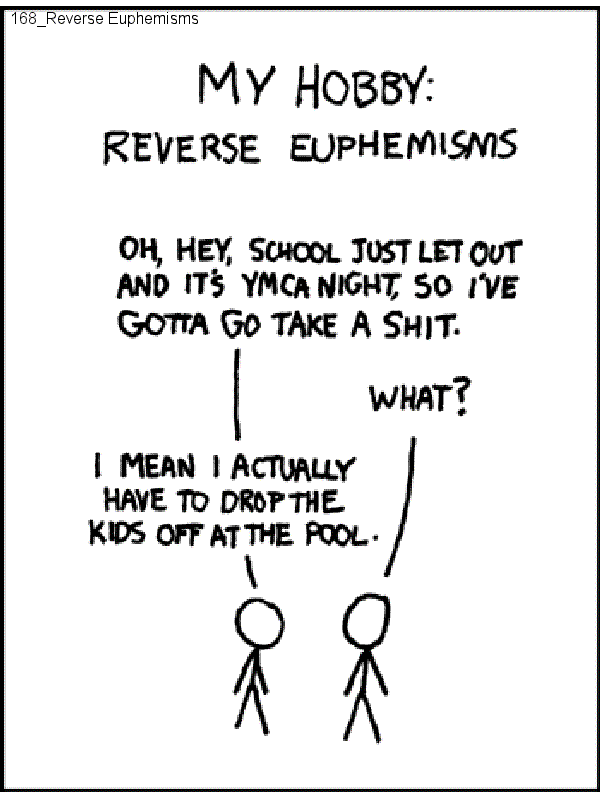 168_Reverse Euphemisms
MY HOBBY:
REVERSE EUPHEMISMS
OH, HEY, SCHOOL JUST LET OUT
AND IT'S YMCA NIGHT, SO I'VE
GOTTA GO TAKE A SHIT.
WHAT?
I MEAN I ACTUALLY
HAVE TO DROP THE
KIDS OFF AT THE POOL.